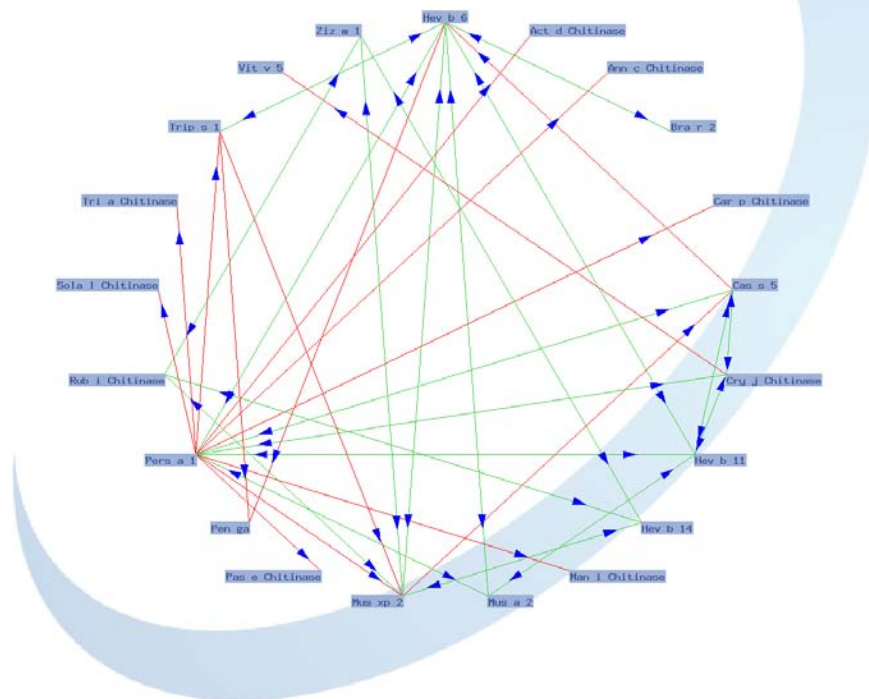 Hev b 6
Ziz m 1
Act d Chitinase
Vit v 5
Ann c Chitinase
Trip s 1
Bra r 2
Tri a Chitinase
Car p Chitinase
Sola l Chitinase
Cas s 5
Rub i Chitinase
Cry j Chitinase
Pers a 1
Hev b 11
Pen ga
Hev b 14
Pas e Chitinase
Man i Chitinase
Mus xp 2
Mus a 2